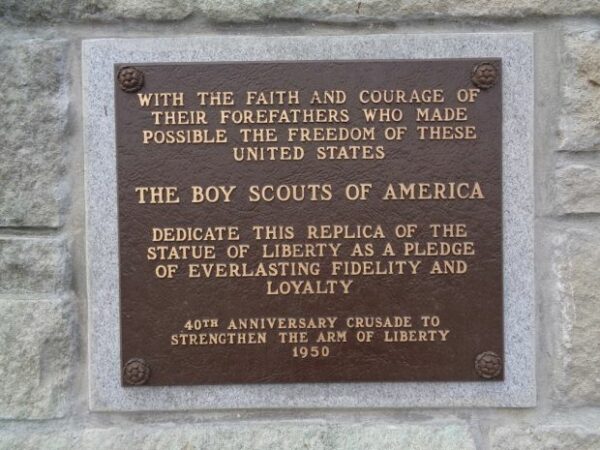 WITH THE FAITH AND COURAGE OF
THEIR FOREFATHERS WHO MADE
POSSIBLE THE FREEDOM OF THESE
UNITED STATES
THE BOY SCOUTS OF AMERICA
DEDICATE THIS REPLICA OF THE
STATUE OF LIBERTY AS A PLEDGE
OF EVERLASTING FIDELITY AND
LOYALTY
40TH ANNIVERSARY CRUSADE TO
STRENGTHEN THE ARM OF LIBERTY
1950